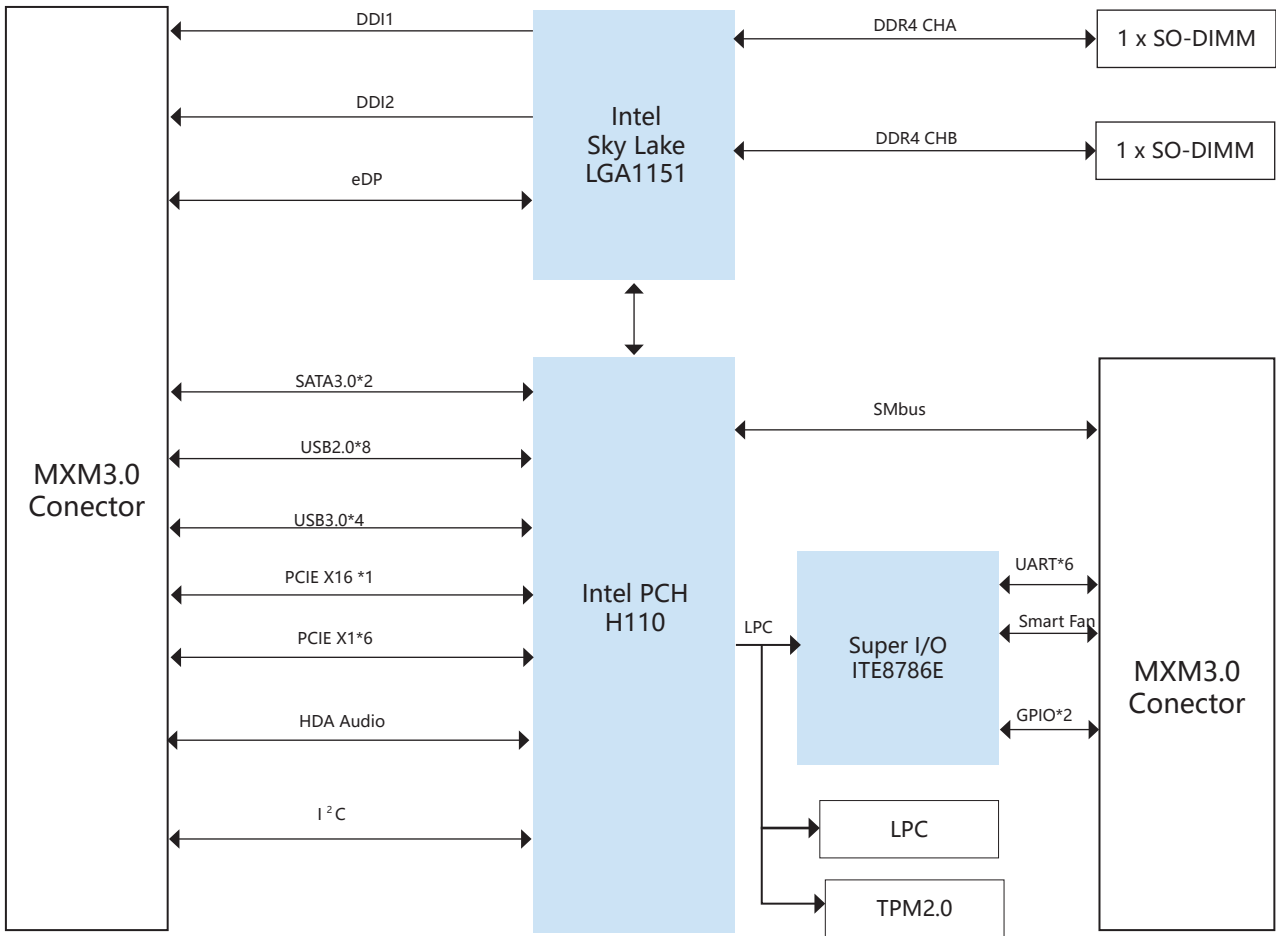 DDI1
DDR4 CHA
1 x SO-DIMM
DDI2
Intel
Sky Lake
LGA1151
DDR4 CHB
1 x SO-DIMM
eDP
SATA3.0*2
SMbus
USB2.0*8
MXM3.0
Conector
USB3.0*4
PCIE X16 *1
Intel PCH
H110
UART*6
PCIE X1*6
LPC
Super I/O
ITE8786E
Smart Fan
MXM3.0
Conector
HDA Audio
GPIO*2
I ²C
LPC
TPM2.0